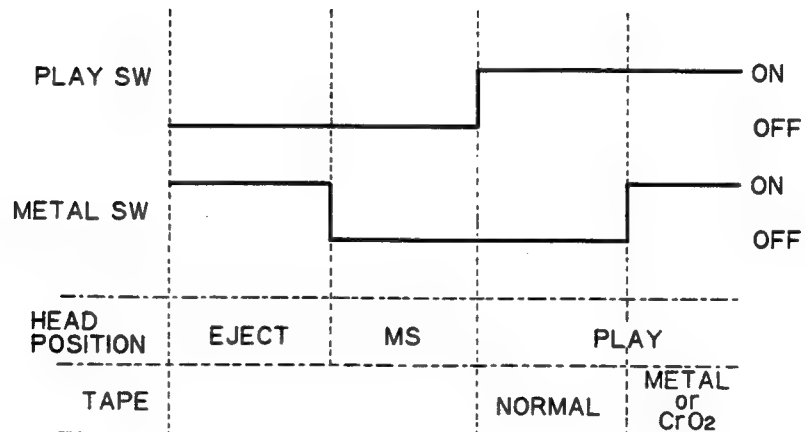 PLAY SW
ON
OFF
METAL SW
ON
OFF
HEAD
POSITION
EJECT
MS
PLAY
TAPE
NORMAL
METAL
or
CrO2